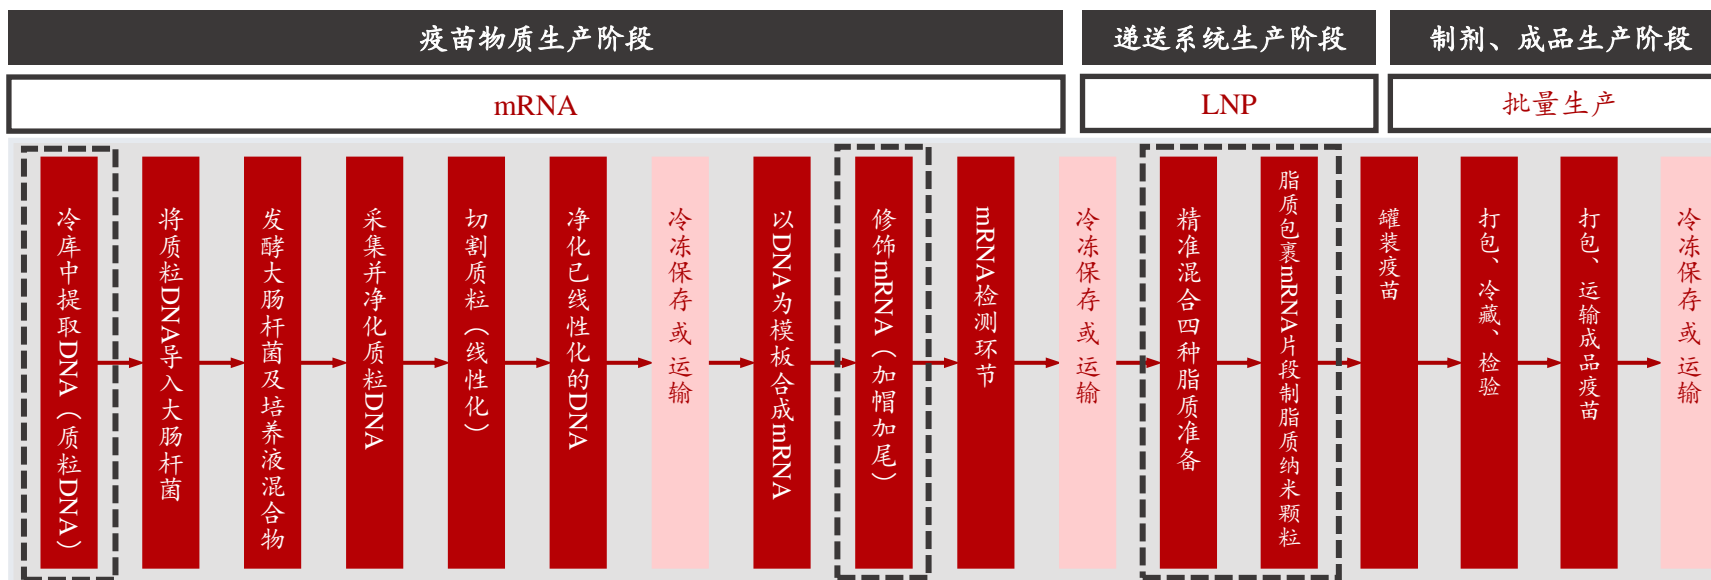 疫苗物质生产阶段
递送系统生产阶段
制剂、成品生产阶段
mRNA
LNP
批量生产
冷库中提取DNA（质粒DNA）
将质粒DNA导入大肠杆菌
发酵大肠杆菌及培养液混合物
采集并净化质粒DNA
切割质粒（线性化）
净化已线性化的DNA
冷冻保存或运输
以DNA为模板合成mRNA
修饰mRNA（加帽加尾）
mRNA检测环节
冷冻保存或运输
精准混合四种脂质准备
脂质包裹mRNA片段制脂质纳米颗粒
罐装疫苗
打包、冷藏、检验
打包、运输成品疫苗
冷冻保存或运输